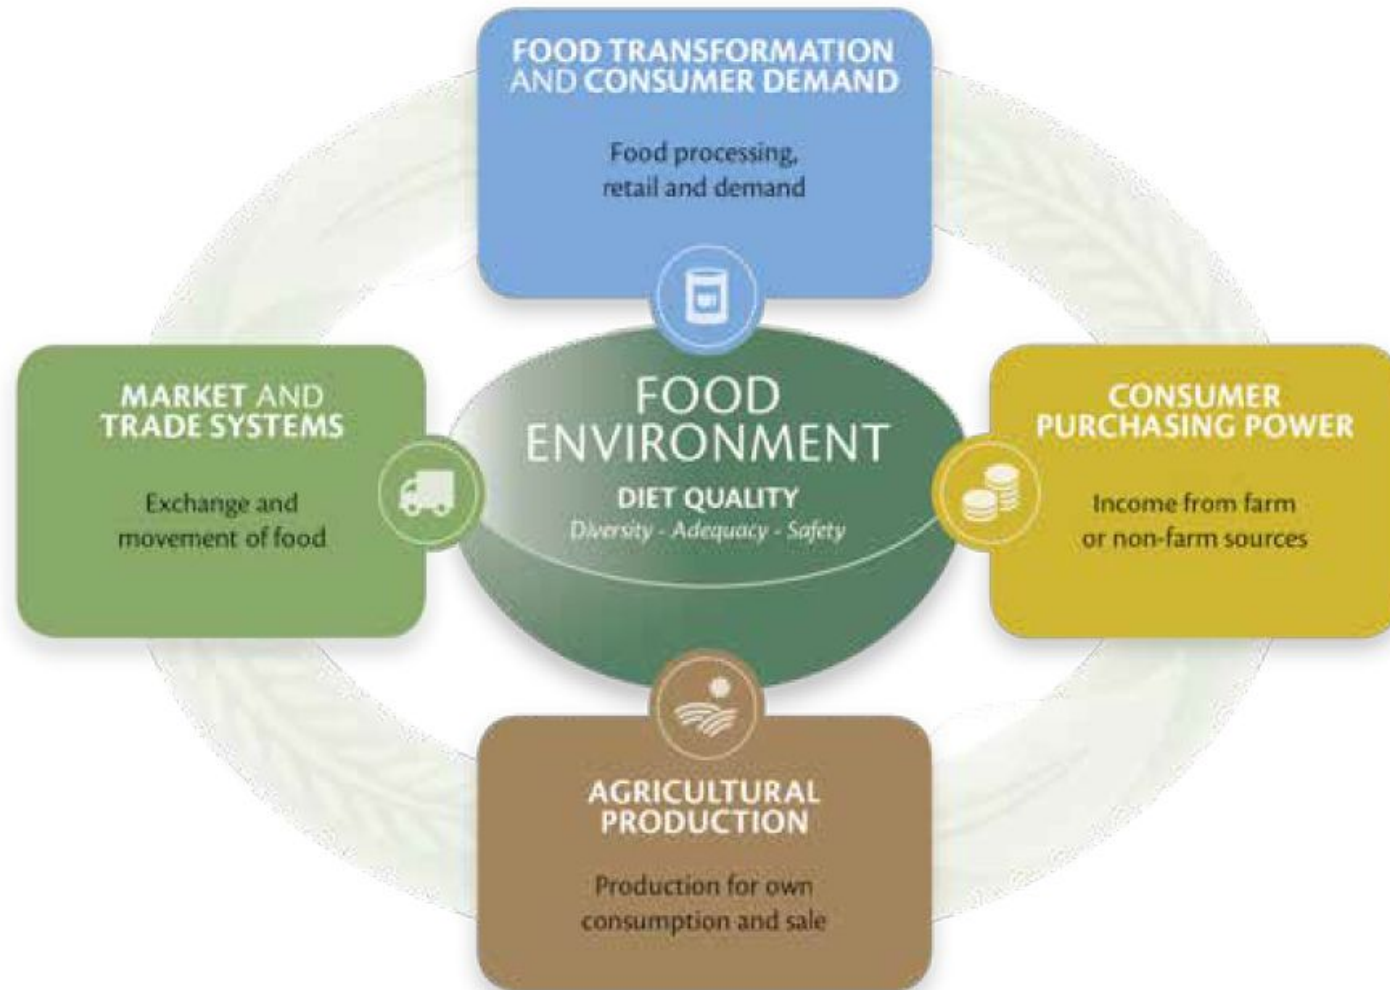 FOOD TRANSFORMATION
AND CONSUMER DEMAND
Food processing,
retail and demand
MARKET AND
TRADE SYSTEMS
Exchange and
movement of food
FOOD
ENVIRONMENT
DIET QUALITY
Diversity - Adequacy - Safety
CONSUMER
PURCHASING POWER
Income from farm
or non-farm sources
AGRICULTURAL
PRODUCTION
Production for own
consumption and sale